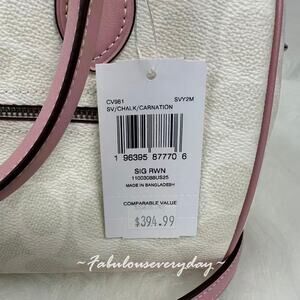 CV981 SVY2M
SV/CHALK/CARNATION
1 96395 87770 6
SIG RWN
11003088US25
MADE IN BANGLADESH
COMPARABLE VALUE
$394.99
~Fabulouseveryday~